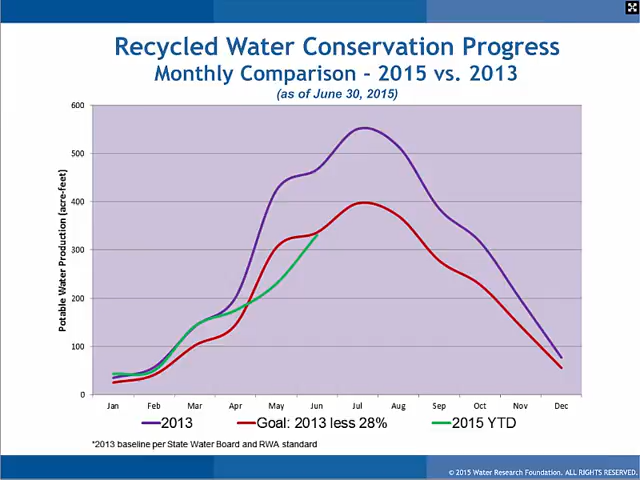 Recycled Water Conservation Progress
Monthly Comparison - 2015 vs. 2013
(as of June 30, 2015)
Potable Water Production (acre-feet)
600
500
400
300
200
100
0
Jan Feb Mar Apr May Jun Jul Aug Sep Oct Nov Dec
2013 Goal: 2013 less 28% 2015 YTD
*2013 baseline per State Water Board and RWA standard
© 2015 Water Research Foundation. ALL RIGHTS RESERVED.